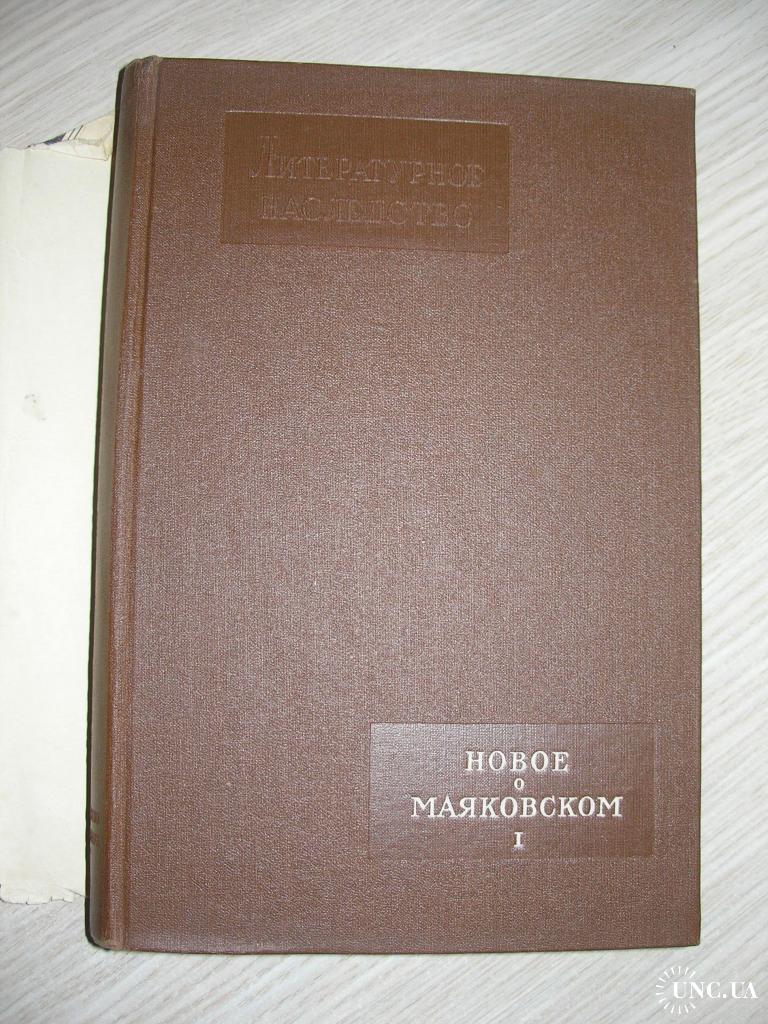 Литературное
наследство
НОВОЕ
о
МАЯКОВСКОМ
I
UNC.UA